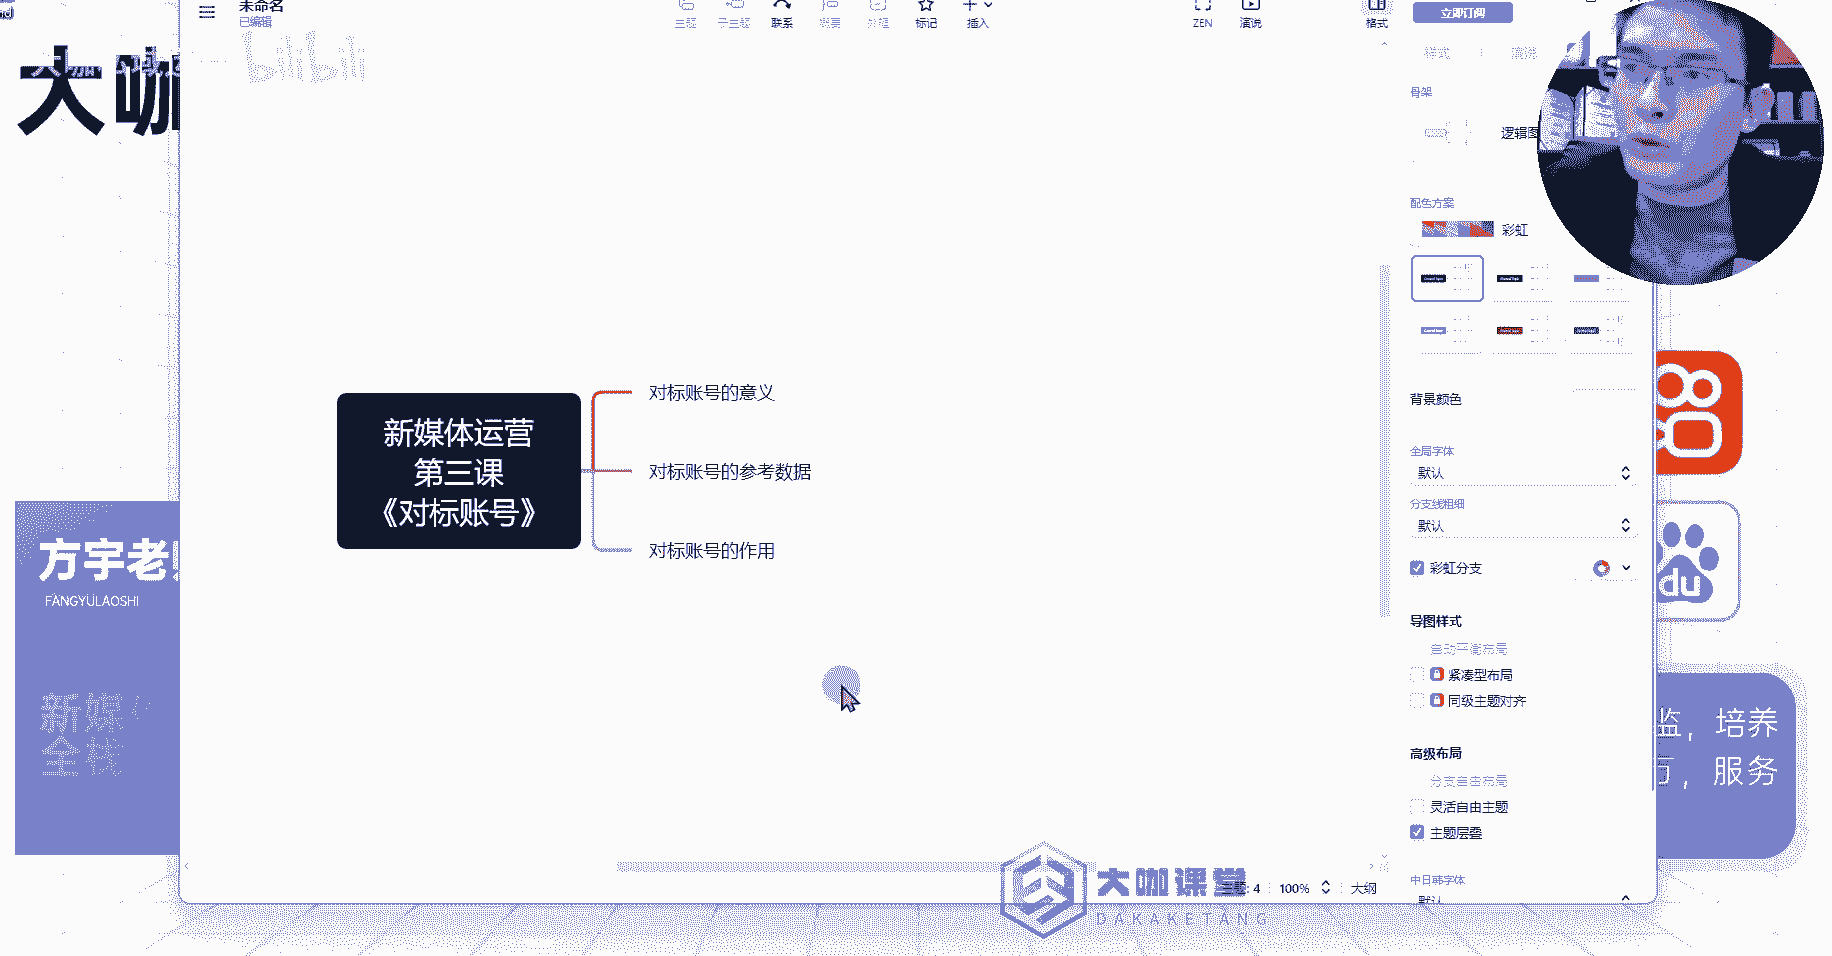 未命名
已编辑
主题
子主题
联系
概要
外框
标记
插入
ZEN
演说
格式
立即订阅
bilibili
大咖
样式
演说
骨架
逻辑图
配色方案
彩虹
背景颜色
全局字体
默认
分支线粗细
默认
彩虹分支
导图样式
自动平衡布局
紧凑型布局
同级主题对齐
高级布局
分支自由布局
灵活自由主题
主题层叠
中日韩字体
默认
新媒体运营
第三课
《对标账号》
对标账号的意义
对标账号的参考数据
对标账号的作用
方宇老
FANGYULAOSHI
新媒
全栈
du
监，培养
万，服务
大咖课堂
DAKAKETANG
: 4
100%
大纲